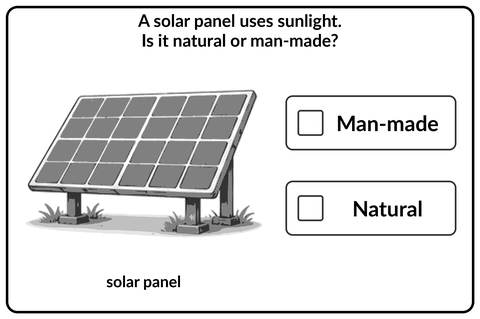 A solar panel uses sunlight.
Is it natural or man-made?
Man-made
Natural
solar panel